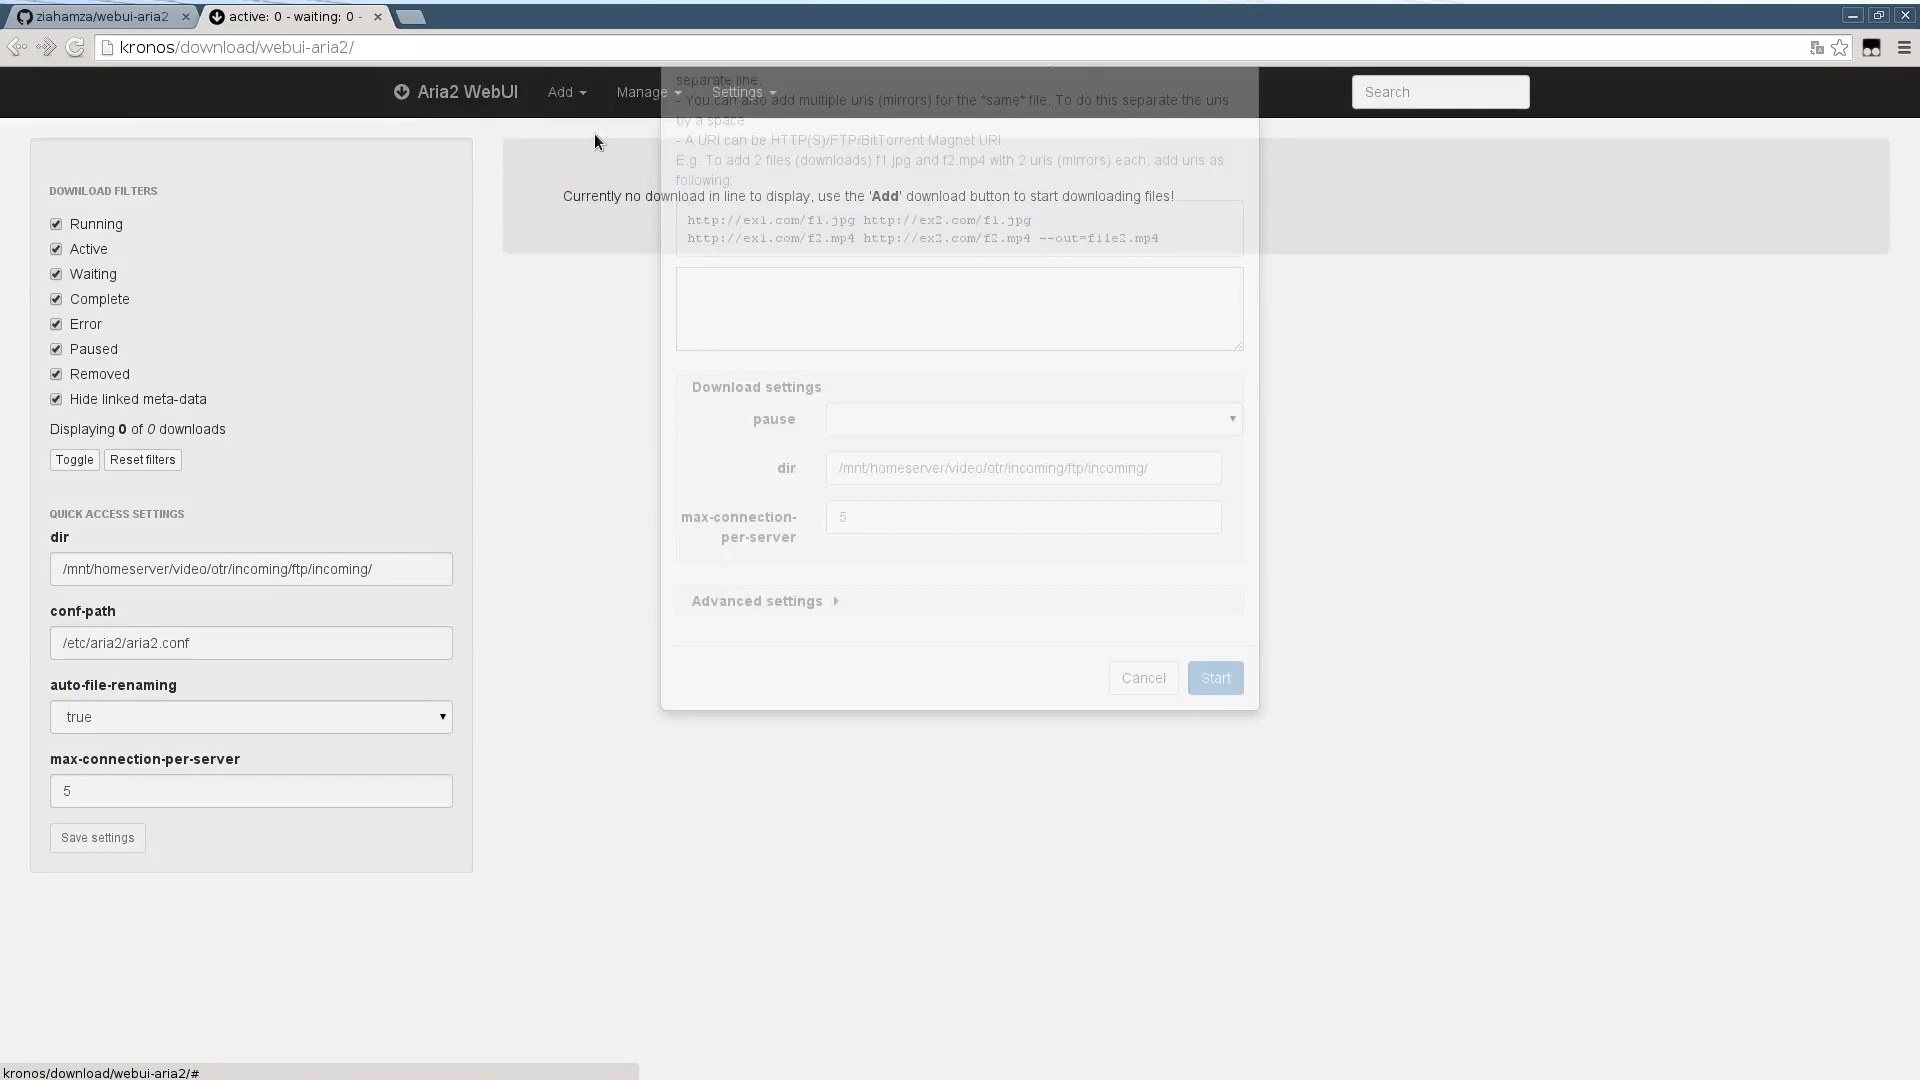 ziahamza/webui-aria2
active: 0 - waiting: 0 -
kronos/download/webui-aria2/
Aria2 WebUI
Add
Manage
Settings
Search
separate line.
- You can also add multiple uris (mirrors) for the *same* file. To do this separate the uris
by a space.
- A URI can be HTTP(S)/FTP/BitTorrent Magnet URI.
E.g. To add 2 files (downloads) f1.jpg and f2.mp4 with 2 uris (mirrors) each, add uris as
following:
Currently no download in line to display, use the 'Add' download button to start downloading files!
http://ex1.com/f1.jpg http://ex2.com/f1.jpg
http://ex1.com/f2.mp4 http://ex2.com/f2.mp4 --out=file2.mp4
Download settings
pause
dir
/mnt/homeserver/video/otr/incoming/ftp/incoming/
max-connection-
per-server
5
Advanced settings
Cancel
Start
DOWNLOAD FILTERS
Running
Active
Waiting
Complete
Error
Paused
Removed
Hide linked meta-data
Displaying 0 of 0 downloads
Toggle
Reset filters
QUICK ACCESS SETTINGS
dir
/mnt/homeserver/video/otr/incoming/ftp/incoming/
conf-path
/etc/aria2/aria2.conf
auto-file-renaming
true
max-connection-per-server
5
Save settings
kronos/download/webui-aria2/#